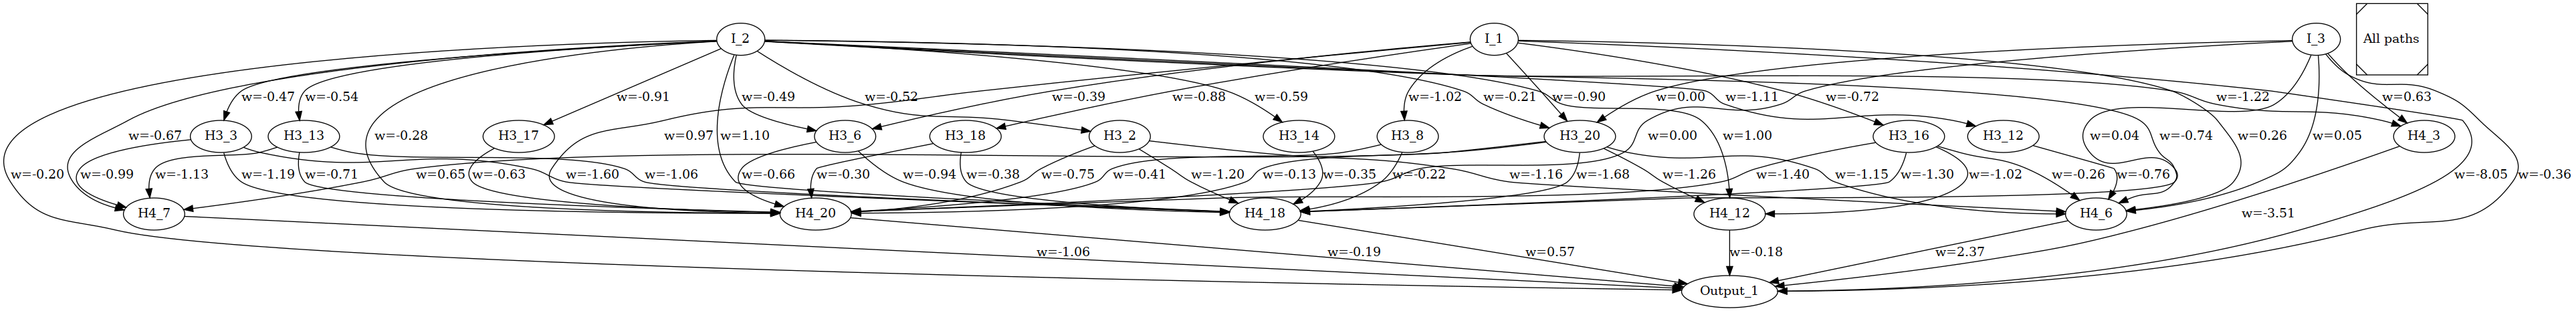 I_2 I_1 I_3 All paths
w=-0.47 w=-0.54 w=-0.91 w=-0.49 w=-0.52 w=-0.39 w=-0.88 w=-0.59 w=-1.02 w=-0.21 w=-0.90 w=0.00 w=-1.11 w=-0.72 w=-1.22 w=0.63
w=-0.67 H3_3 H3_13 w=-0.28 H3_17 w=0.97 w=1.10 H3_6 H3_18 H3_2 H3_14 H3_8 H3_20 w=0.00 w=1.00 H3_16 H3_12 w=0.04 w=-0.74 w=0.26 w=0.05 H4_3
w=-0.20 w=-0.99 w=-1.13 w=-1.19 w=-0.71 w=0.65 w=-0.63 w=-1.60 w=-1.06 w=-0.66 w=-0.30 w=-0.94 w=-0.38 w=-0.75 w=-0.41 w=-1.20 w=-0.13 w=-0.35 w=-0.22 w=-1.16 w=-1.68 w=-1.26 w=-1.40 w=-1.15 w=-1.30 w=-1.02 w=-0.26 w=-0.76 w=-8.05 w=-0.36
H4_7 H4_20 H4_18 H4_12 H4_6 w=-3.51
w=-1.06 w=-0.19 w=0.57 w=-0.18 w=2.37
Output_1